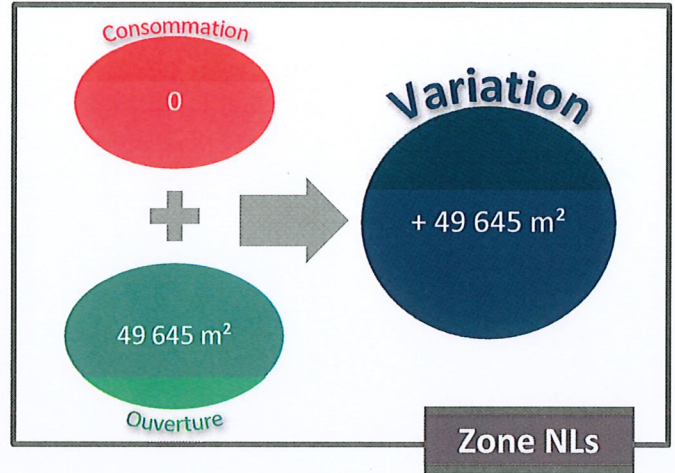 Consommation
0
Variation
+ 49 645 m²
49 645 m²
Ouverture
Zone NLs